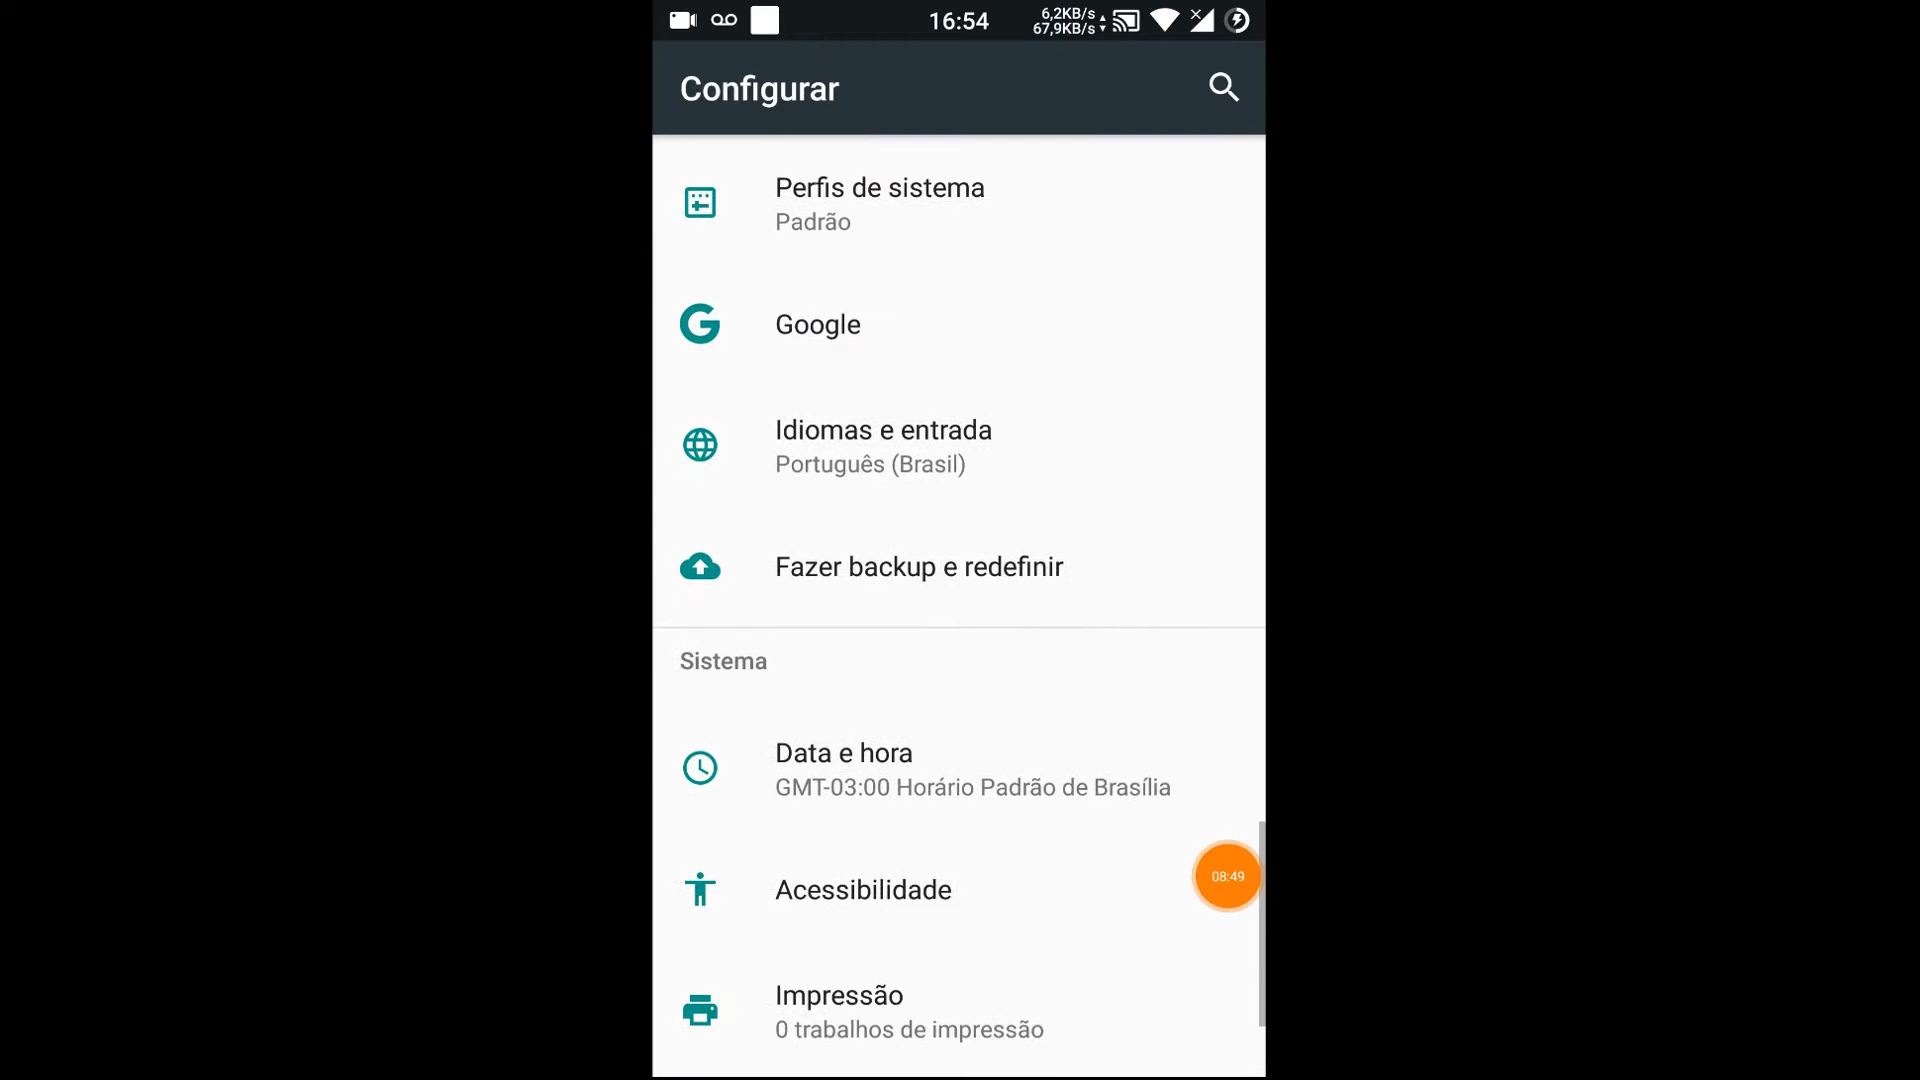 16:54
6,2KB/s
67,9KB/s
Configurar
Perfis de sistema
Padrão
Google
Idiomas e entrada
Português (Brasil)
Fazer backup e redefinir
Sistema
Data e hora
GMT-03:00 Horário Padrão de Brasília
Acessibilidade
08:49
Impressão
0 trabalhos de impressão